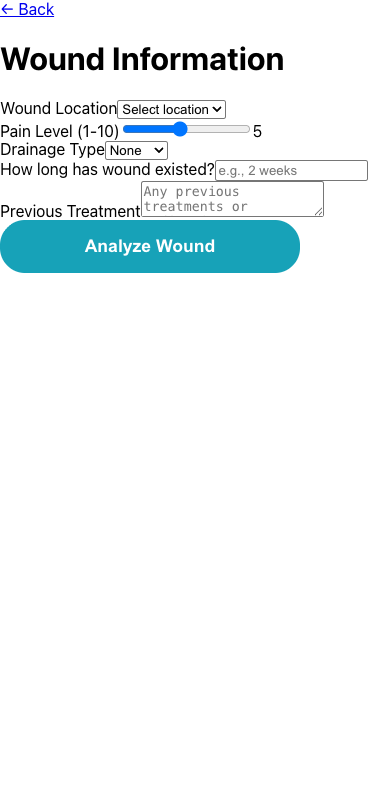 ← Back
Wound Information
Wound Location Select location
Pain Level (1-10) 5
Drainage Type None
How long has wound existed? e.g., 2 weeks
Any previous
Previous Treatment treatments or
Analyze Wound